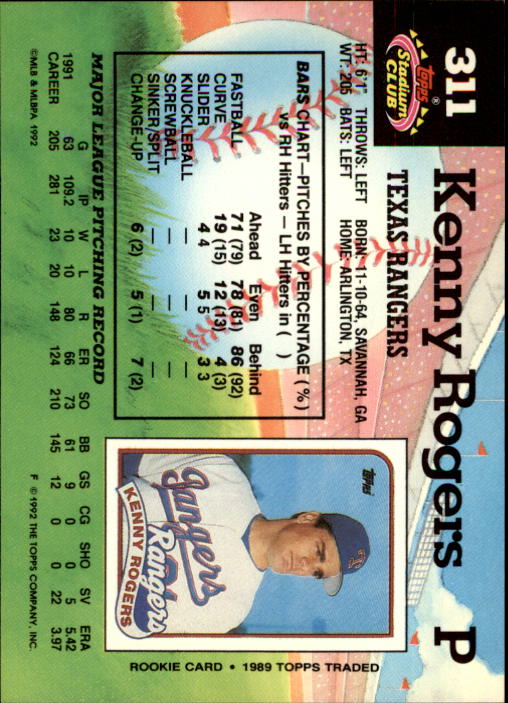 311
Kenny Rogers P
topps®
Stadium
CLUB
TEXAS RANGERS
HT: 6'1" THROWS: LEFT BORN: 11-10-64, SAVANNAH, GA
WT: 205 BATS: LEFT HOME: ARLINGTON, TX
BARS CHART—PITCHES BY PERCENTAGE (%)
vs RH Hitters — LH Hitters in ( )
Ahead Even Behind
FASTBALL 71 (79) 78 (81) 86 (92)
CURVE 19 (15) 12 (13) 4 (3)
SLIDER 4 4 5 5 3 3
KNUCKLEBALL — — —
SCREWBALL — — —
SINKER/SPLIT — — —
CHANGE-UP 6 (2) 5 (1) 7 (2)
topps
Rangers
Rangers
KENNY ROGERS
ROOKIE CARD • 1989 TOPPS TRADED
MAJOR LEAGUE PITCHING RECORD
G IP W L R ER SO BB GS CG SHO SV ERA
1991 63 109.2 10 10 80 66 73 61 9 0 0 5 5.42
CAREER 205 281 23 20 148 124 210 145 12 0 0 22 3.97
©MLB & MLBPA 1992
F © 1992 THE TOPPS COMPANY, INC.